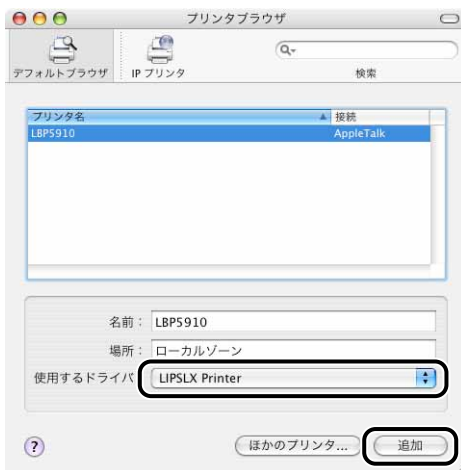 プリンタブラウザ
デフォルトブラウザ IP プリンタ 検索
プリンタ名 接続
LBP5910 AppleTalk
名前： LBP5910
場所： ローカルゾーン
使用するドライバ LIPSLX Printer
? ほかのプリンタ... 追加